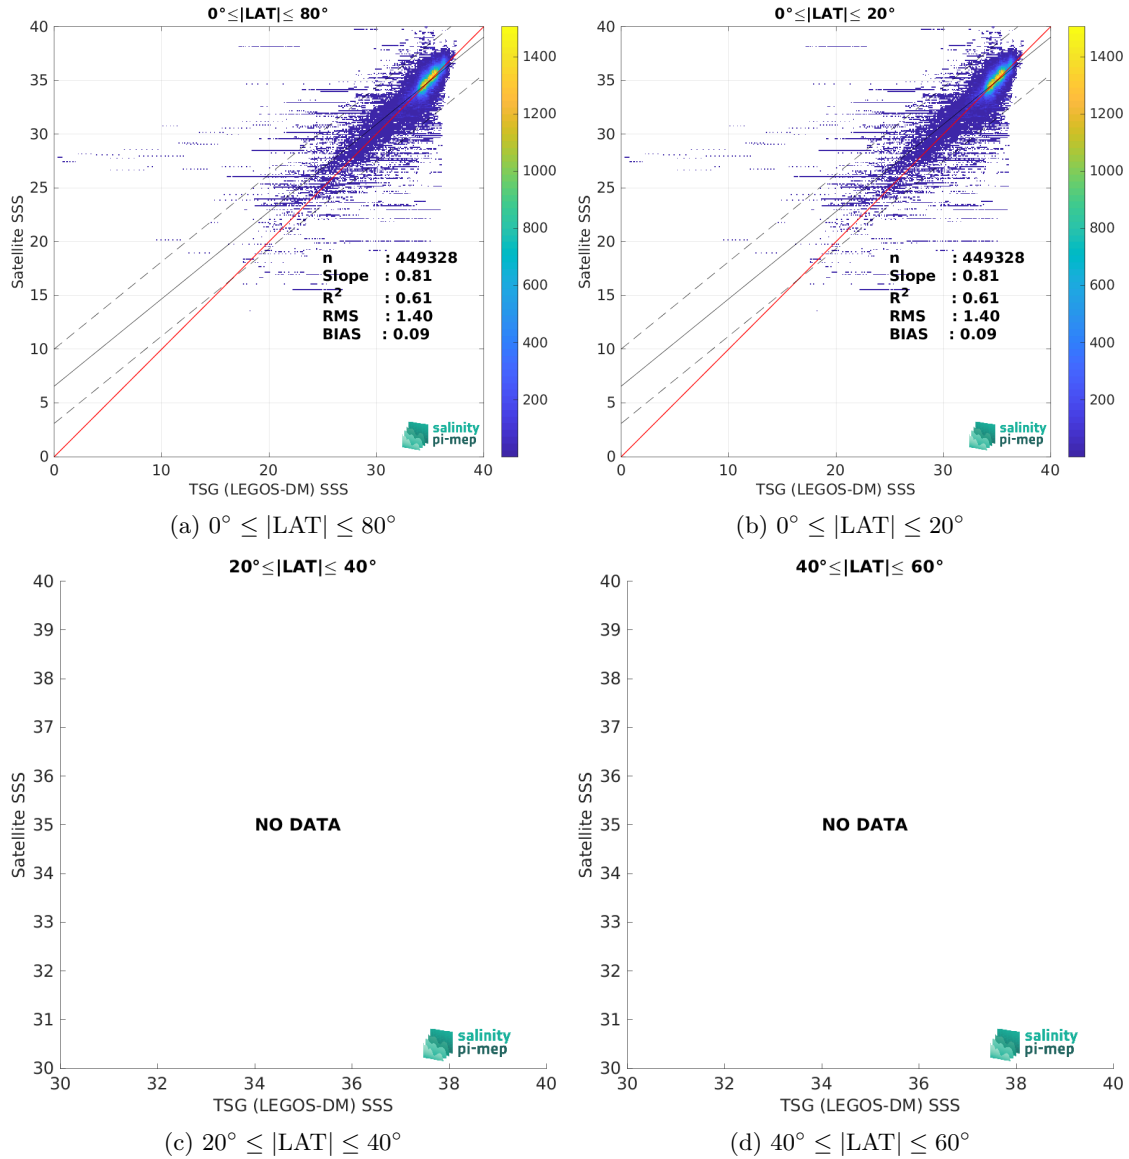 0°≤|LAT|≤ 80°
40
35
30
25
20
15
10
5
0
Satellite SSS
n : 449328
Slope : 0.81
R² : 0.61
RMS : 1.40
BIAS : 0.09
salinity
pi-mep
0 10 20 30 40
TSG (LEGOS-DM) SSS
1400
1200
1000
800
600
400
200
(a) 0° ≤ |LAT| ≤ 80°
0°≤|LAT|≤ 20°
40
35
30
25
20
15
10
5
0
Satellite SSS
n : 449328
Slope : 0.81
R² : 0.61
RMS : 1.40
BIAS : 0.09
salinity
pi-mep
0 10 20 30 40
TSG (LEGOS-DM) SSS
1400
1200
1000
800
600
400
200
(b) 0° ≤ |LAT| ≤ 20°
20°≤|LAT|≤ 40°
40
39
38
37
36
35
34
33
32
31
30
Satellite SSS
NO DATA
salinity
pi-mep
30 32 34 36 38 40
TSG (LEGOS-DM) SSS
(c) 20° ≤ |LAT| ≤ 40°
40°≤|LAT|≤ 60°
40
39
38
37
36
35
34
33
32
31
30
Satellite SSS
NO DATA
salinity
pi-mep
30 32 34 36 38 40
TSG (LEGOS-DM) SSS
(d) 40° ≤ |LAT| ≤ 60°